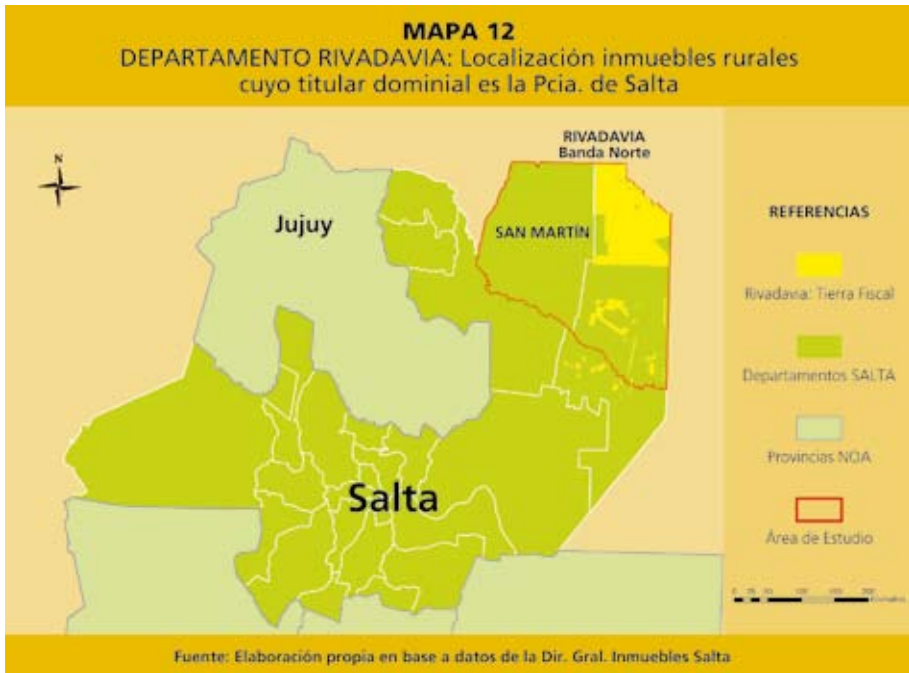 MAPA 12
DEPARTAMENTO RIVADAVIA: Localización inmuebles rurales
cuyo titular dominial es la Pcia. de Salta
N
RIVADAVIA
Banda Norte
Jujuy
SAN MARTÍN
Salta
REFERENCIAS
Rivadavia: Tierra Fiscal
Departamentos SALTA
Provincias NOA
Área de Estudio
Fuente: Elaboración propia en base a datos de la Dir. Gral. Inmuebles Salta